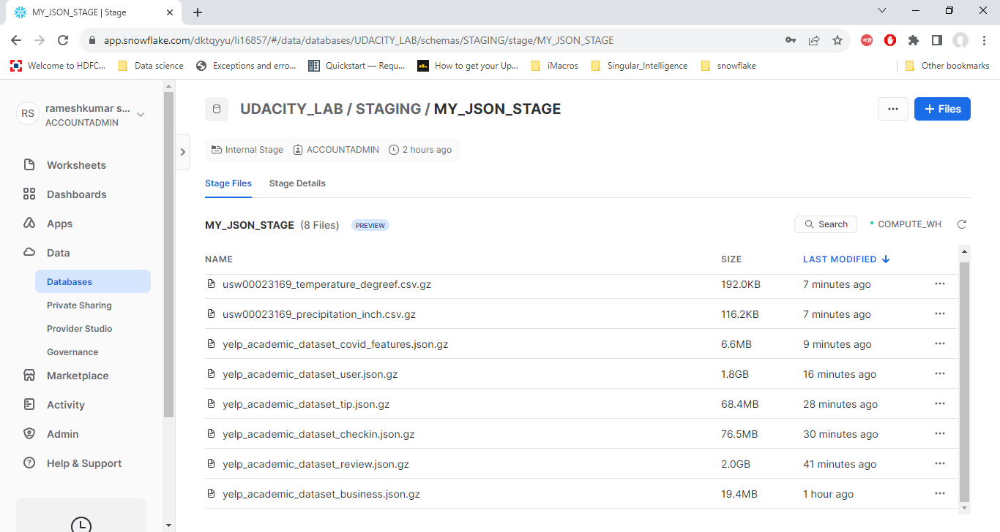 MY_JSON_STAGE | Stage
app.snowflake.com/dktqyyu/li16857/#/data/databases/UDACITY_LAB/schemas/STAGING/stage/MY_JSON_STAGE
Welcome to HDFC... Data science Exceptions and erro... Quickstart — Requ... How to get your Up... iMacros Singular_Intelligence snowflake Other bookmarks
RS
rameshkumar s...
ACCOUNTADMIN
Worksheets
Dashboards
Apps
Data
Databases
Private Sharing
Provider Studio
Governance
Marketplace
Activity
Admin
Help & Support
UDACITY_LAB / STAGING / MY_JSON_STAGE
+ Files
Internal Stage ACCOUNTADMIN 2 hours ago
Stage Files Stage Details
MY_JSON_STAGE (8 Files) PREVIEW Search COMPUTE_WH
NAME SIZE LAST MODIFIED
usw00023169_temperature_degreef.csv.gz 192.0KB 7 minutes ago
usw00023169_precipitation_inch.csv.gz 116.2KB 7 minutes ago
yelp_academic_dataset_covid_features.json.gz 6.6MB 9 minutes ago
yelp_academic_dataset_user.json.gz 1.8GB 16 minutes ago
yelp_academic_dataset_tip.json.gz 68.4MB 28 minutes ago
yelp_academic_dataset_checkin.json.gz 76.5MB 30 minutes ago
yelp_academic_dataset_review.json.gz 2.0GB 41 minutes ago
yelp_academic_dataset_business.json.gz 19.4MB 1 hour ago